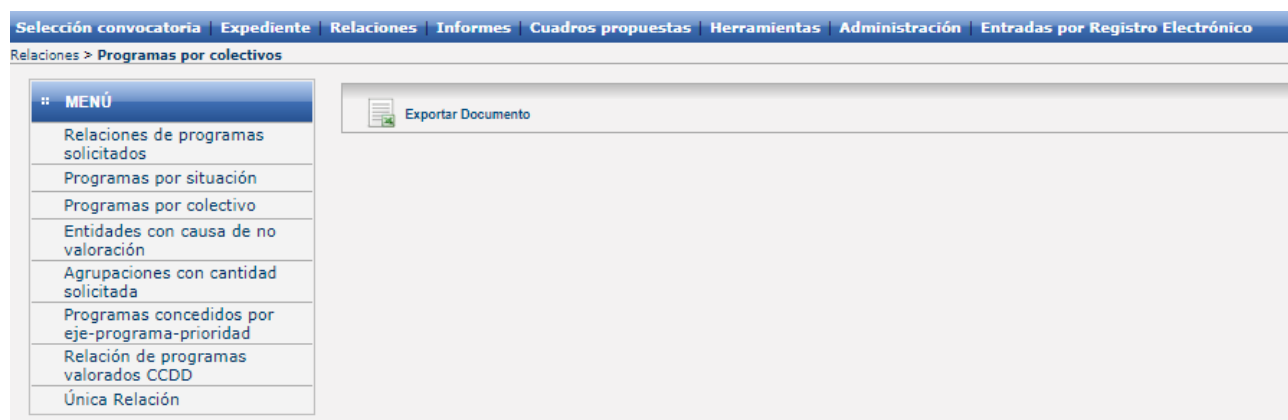 Selección convocatoria | Expediente | Relaciones | Informes | Cuadros propuestas | Herramientas | Administración | Entradas por Registro Electrónico
Relaciones > Programas por colectivos
MENÚ
Exportar Documento
Relaciones de programas
solicitados
Programas por situación
Programas por colectivo
Entidades con causa de no
valoración
Agrupaciones con cantidad
solicitada
Programas concedidos por
eje-programa-prioridad
Relación de programas
valorados CCDD
Única Relación